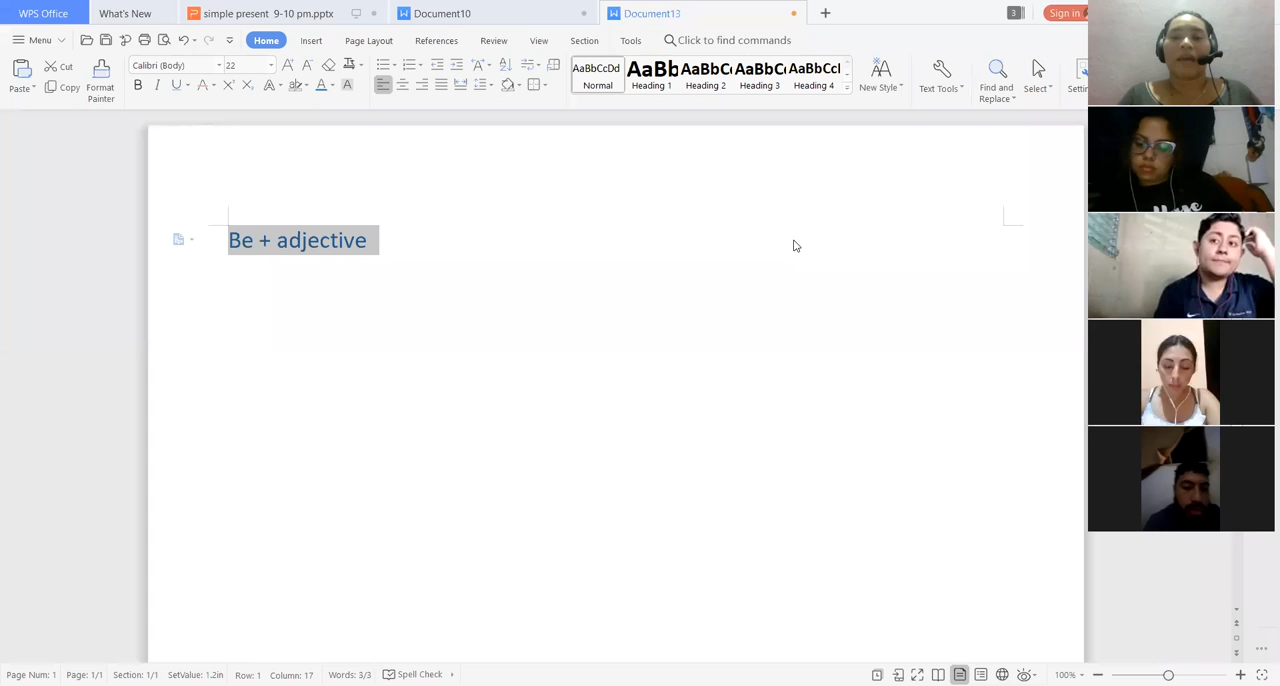 WPS Office
What's New
simple present 9-10 pm.pptx
Document10
Document13
3
Sign in
Menu
Home
Insert
Page Layout
References
Review
View
Section
Tools
Click to find commands
Paste
Cut
Copy
Format Painter
Calibri (Body)
22
B I U A X² X₂ A ab A A
AaBbCcDd
Normal
AaBb
Heading 1
AaBbC
Heading 2
AaBbC
Heading 3
AaBbCcI
Heading 4
New Style
Text Tools
Find and Replace
Select
Be + adjective
Page Num: 1
Page: 1/1
Section: 1/1
SetValue: 1.2in
Row: 1
Column: 17
Words: 3/3
Spell Check
100%